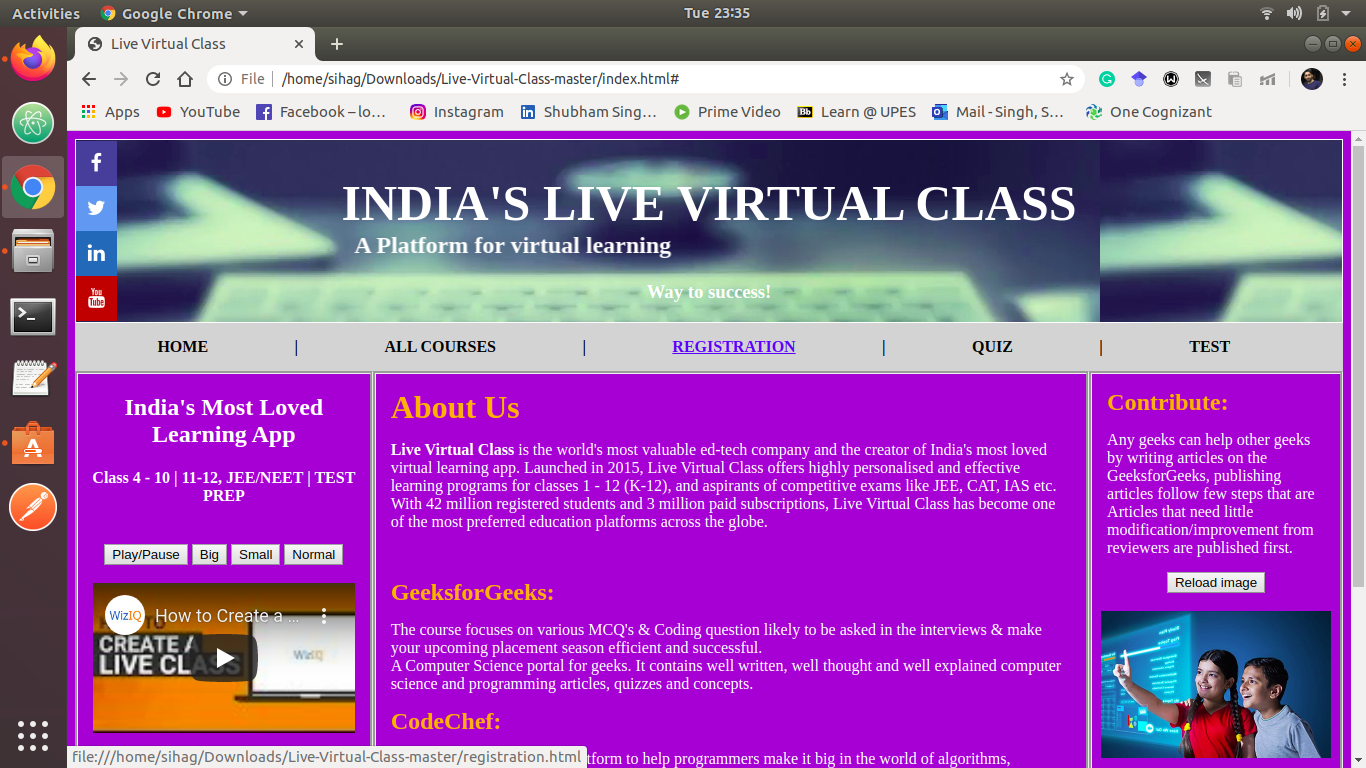 Activities
Google Chrome
Tue 23:35
Live Virtual Class
File | /home/sihag/Downloads/Live-Virtual-Class-master/index.html#
Apps
YouTube
Facebook – lo…
Instagram
Shubham Sing…
Prime Video
Bb
Learn @ UPES
Mail - Singh, S…
One Cognizant
INDIA'S LIVE VIRTUAL CLASS
A Platform for virtual learning
Way to success!
You
Tube
HOME | ALL COURSES | REGISTRATION | QUIZ | TEST
India's Most Loved
Learning App
Class 4 - 10 | 11-12, JEE/NEET | TEST
PREP
Play/Pause Big Small Normal
WizIQ
How to Create a …
CREATE A
LIVE CLASS
WizIQ
About Us
Live Virtual Class is the world's most valuable ed-tech company and the creator of India's most loved
virtual learning app. Launched in 2015, Live Virtual Class offers highly personalised and effective
learning programs for classes 1 - 12 (K-12), and aspirants of competitive exams like JEE, CAT, IAS etc.
With 42 million registered students and 3 million paid subscriptions, Live Virtual Class has become one
of the most preferred education platforms across the globe.
GeeksforGeeks:
The course focuses on various MCQ's & Coding question likely to be asked in the interviews & make
your upcoming placement season efficient and successful.
A Computer Science portal for geeks. It contains well written, well thought and well explained computer
science and programming articles, quizzes and concepts.
CodeChef:
tform to help programmers make it big in the world of algorithms,
Contribute:
Any geeks can help other geeks
by writing articles on the
GeeksforGeeks, publishing
articles follow few steps that are
Articles that need little
modification/improvement from
reviewers are published first.
Reload image
file:///home/sihag/Downloads/Live-Virtual-Class-master/registration.html